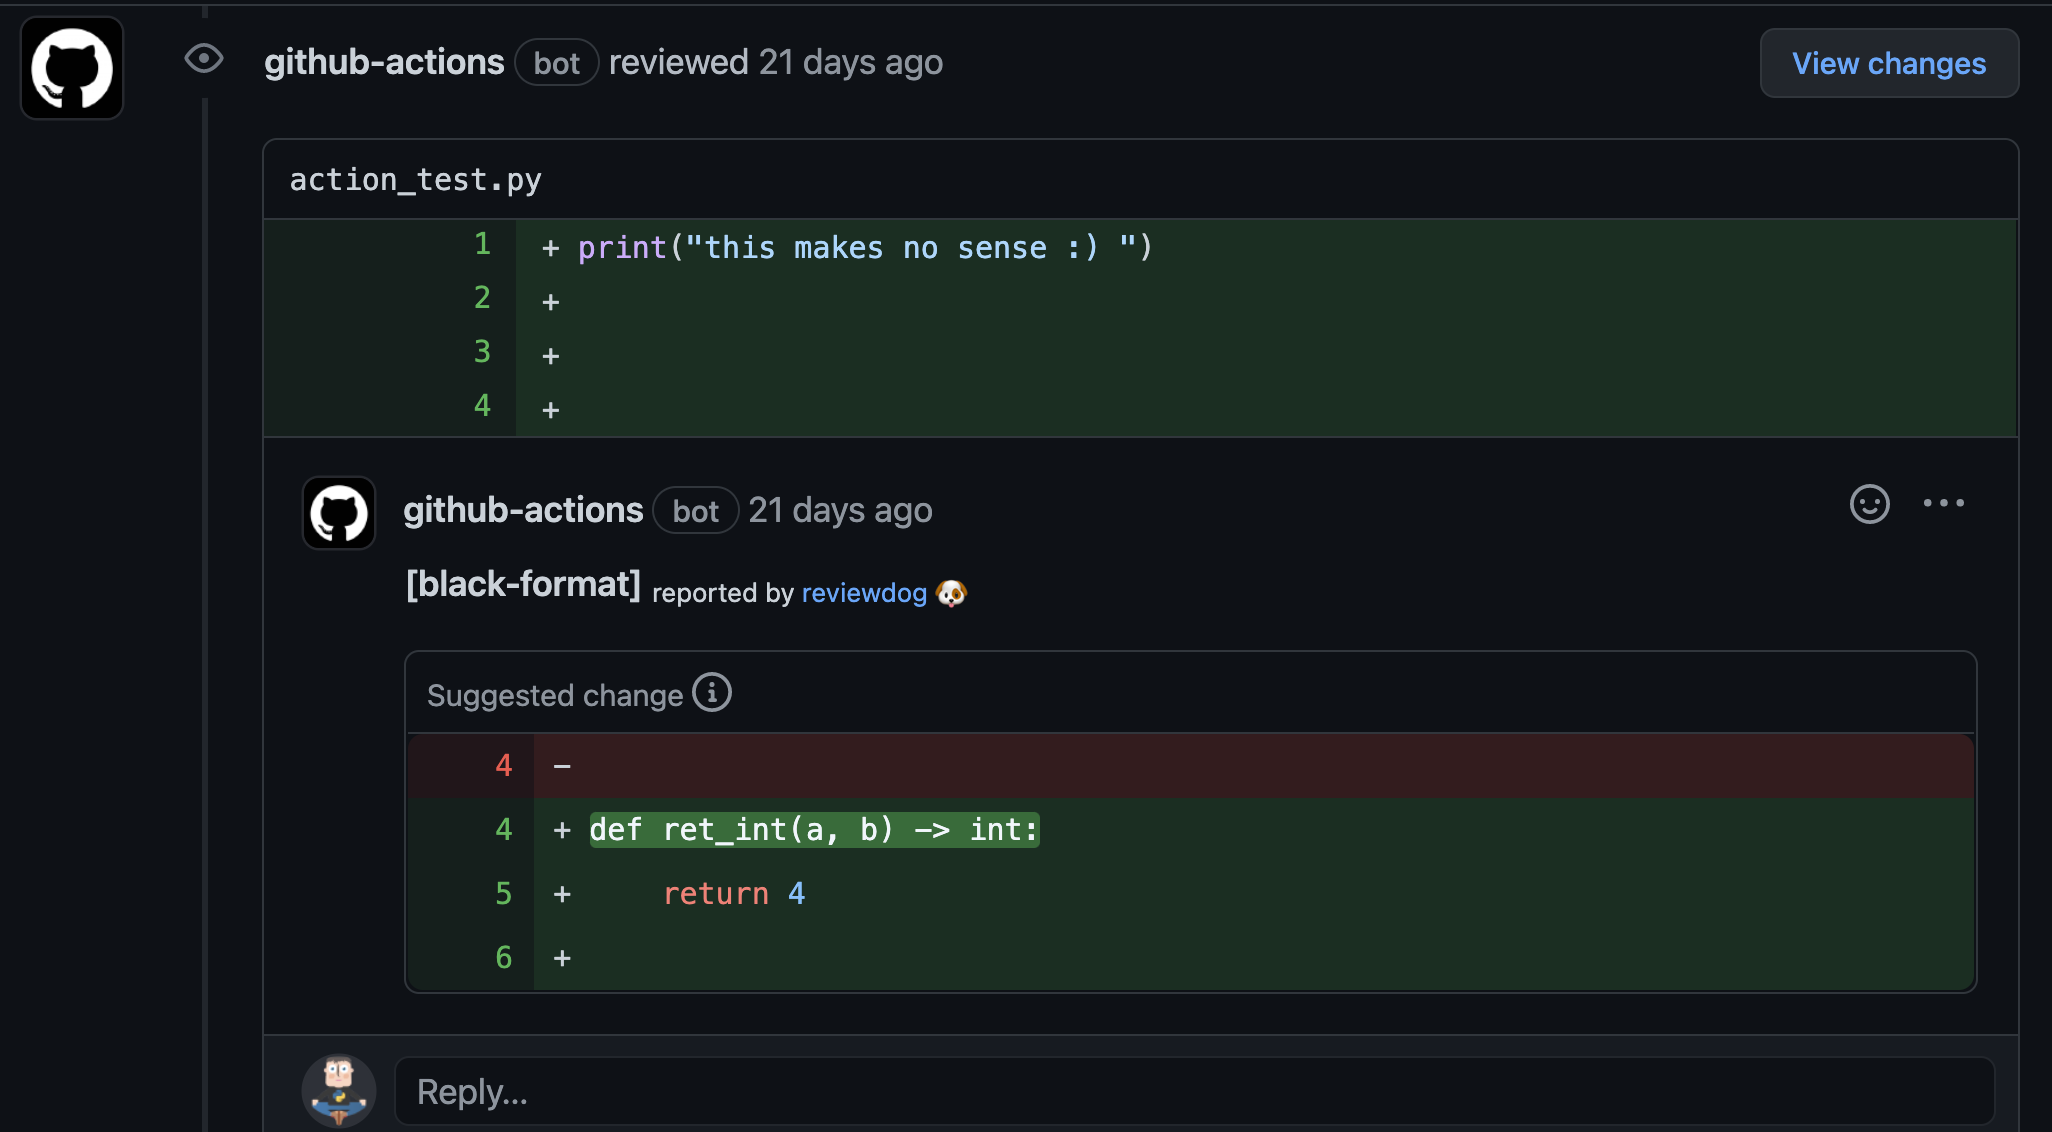 github-actions bot reviewed 21 days ago
View changes
action_test.py
1 + print("this makes no sense :) ")
2 +
3 +
4 +
github-actions bot 21 days ago
[black-format] reported by reviewdog 🐶
Suggested change
4 -
4 + def ret_int(a, b) -> int:
5 +     return 4
6 +
Reply...